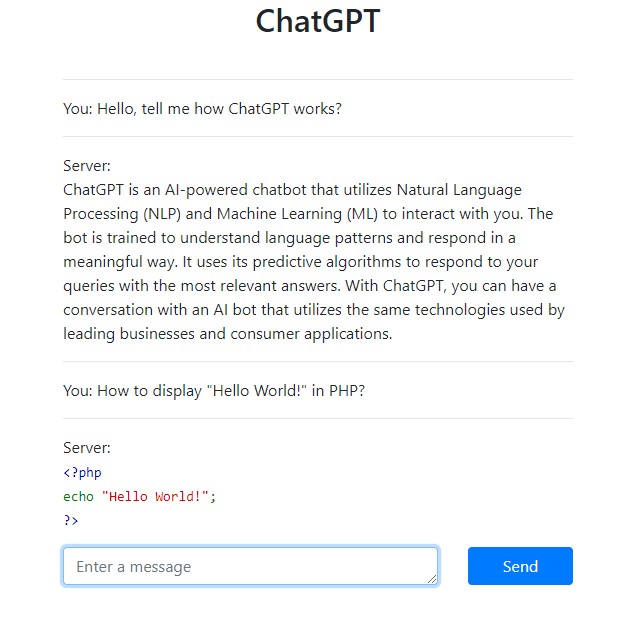 ChatGPT
You: Hello, tell me how ChatGPT works?
Server:
ChatGPT is an AI-powered chatbot that utilizes Natural Language
Processing (NLP) and Machine Learning (ML) to interact with you. The
bot is trained to understand language patterns and respond in a
meaningful way. It uses its predictive algorithms to respond to your
queries with the most relevant answers. With ChatGPT, you can have a
conversation with an AI bot that utilizes the same technologies used by
leading businesses and consumer applications.
You: How to display "Hello World!" in PHP?
Server:
<?php
echo "Hello World!";
?>
Enter a message
Send